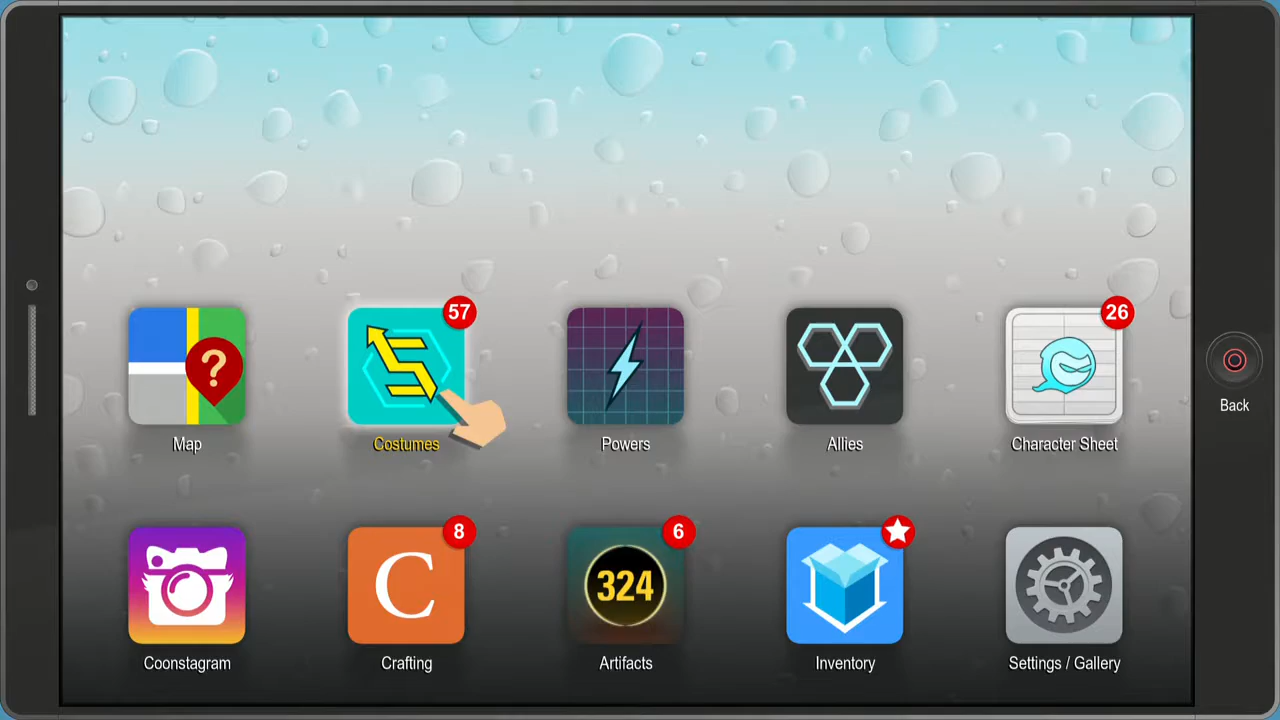 57
26
?
Map
Costumes
Powers
Allies
Character Sheet
Back
8
6
C
324
Coonstagram
Crafting
Artifacts
Inventory
Settings / Gallery